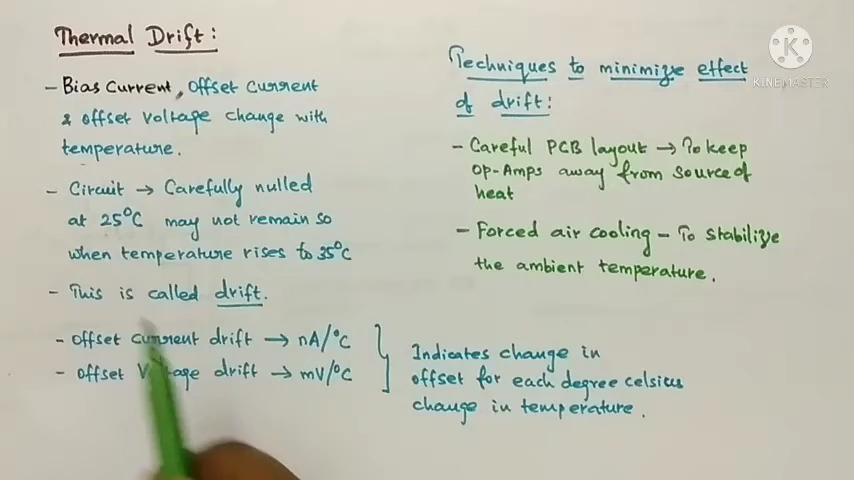 Thermal Drift:
- Bias Current, Offset Current
& offset Voltage change with
temperature.
- Circuit → Carefully nulled
at 25°C may not remain so
when temperature rises to 35°C
- This is called drift.
- Offset current drift → nA/°C
- Offset Voltage drift → mV/°C
Indicates change in
offset for each degree celsius
change in temperature.
Techniques to minimize effect
of drift:
- Careful PCB layout → To keep
Op-Amps away from source of
heat
- Forced air cooling - To stabilize
the ambient temperature.
K
KINEMASTER